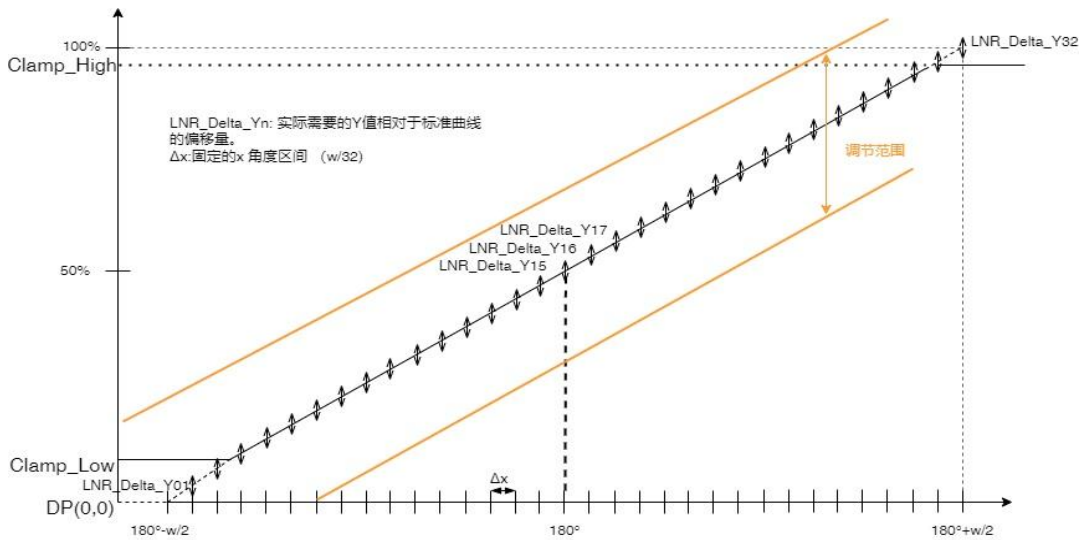 100%
LNR_Delta_Y32
Clamp_High
LNR_Delta_Yn: 实际需要的Y值相对于标准曲线
的偏移量。
Δx:固定的x 角度区间 （w/32)
调节范围
LNR_Delta_Y17
LNR_Delta_Y16
LNR_Delta_Y15
50%
Clamp_Low
LNR_Delta_Y01
Δx
DP(0,0)
180°-w/2
180°
180°+w/2